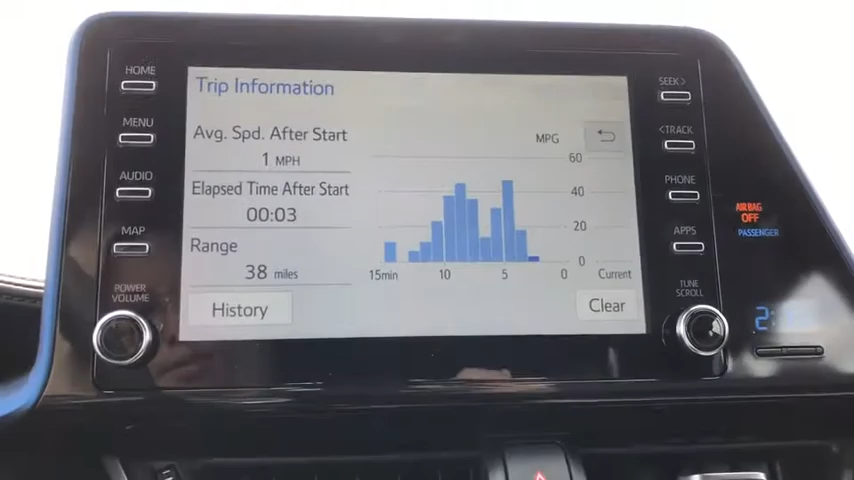 HOME
MENU
AUDIO
MAP
POWER
VOLUME
Trip Information
Avg. Spd. After Start
1 MPH
Elapsed Time After Start
00:03
Range
38 miles
History
MPG
60
40
20
0
15min 10 5 0 Current
Clear
SEEK>
<TRACK
PHONE
APPS
TUNE
SCROLL
AIRBAG
OFF
PASSENGER